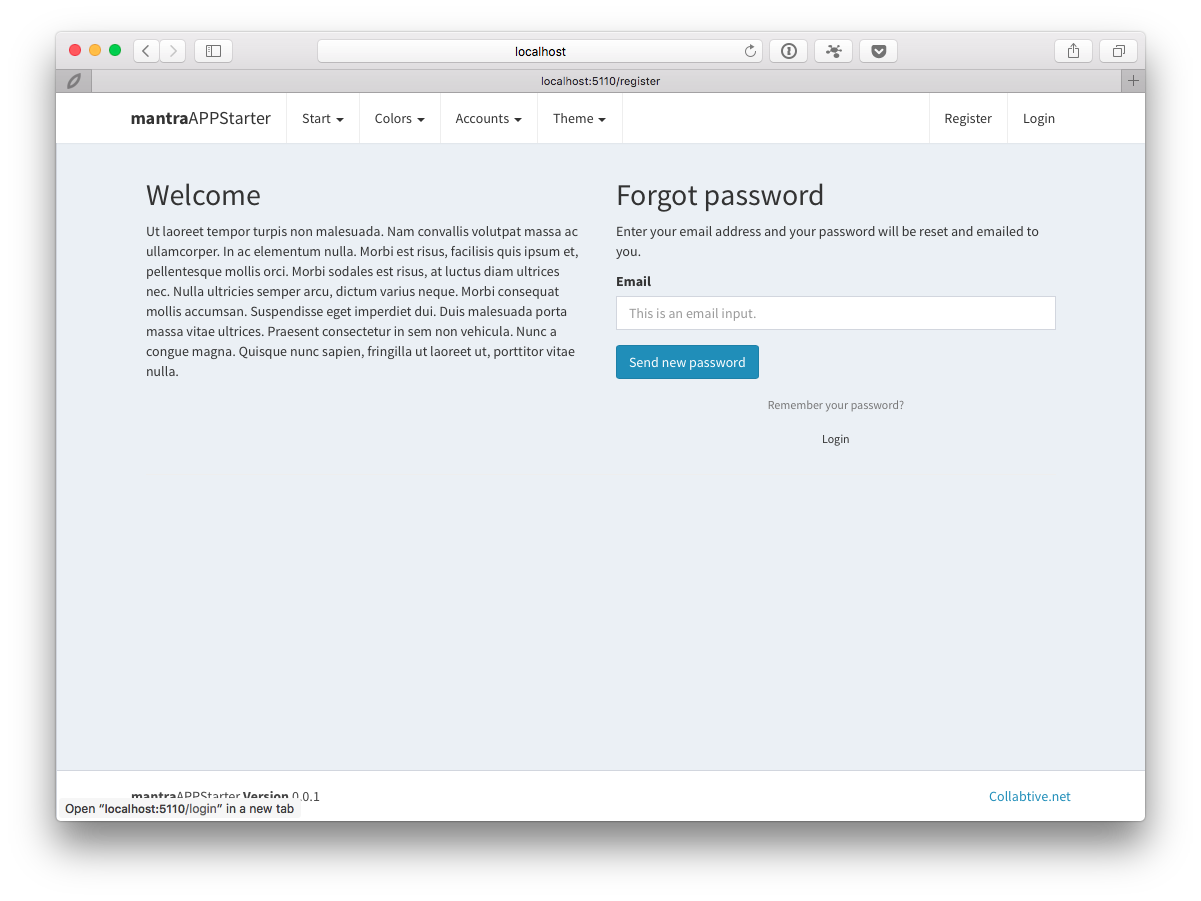 localhost
localhost:5110/register
mantraAPPStarter
Start
Colors
Accounts
Theme
Register
Login
Welcome
Ut laoreet tempor turpis non malesuada. Nam convallis volutpat massa ac
ullamcorper. In ac elementum nulla. Morbi est risus, facilisis quis ipsum et,
pellentesque mollis orci. Morbi sodales est risus, at luctus diam ultrices
nec. Nulla ultricies semper arcu, dictum varius neque. Morbi consequat
mollis accumsan. Suspendisse eget imperdiet dui. Duis malesuada porta
massa vitae ultrices. Praesent consectetur in sem non vehicula. Nunc a
congue magna. Quisque nunc sapien, fringilla ut laoreet ut, porttitor vitae
nulla.
Forgot password
Enter your email address and your password will be reset and emailed to
you.
Email
This is an email input.
Send new password
Remember your password?
Login
mantraAPPStarter Version 0.0.1
Collabtive.net
Open “localhost:5110/login” in a new tab